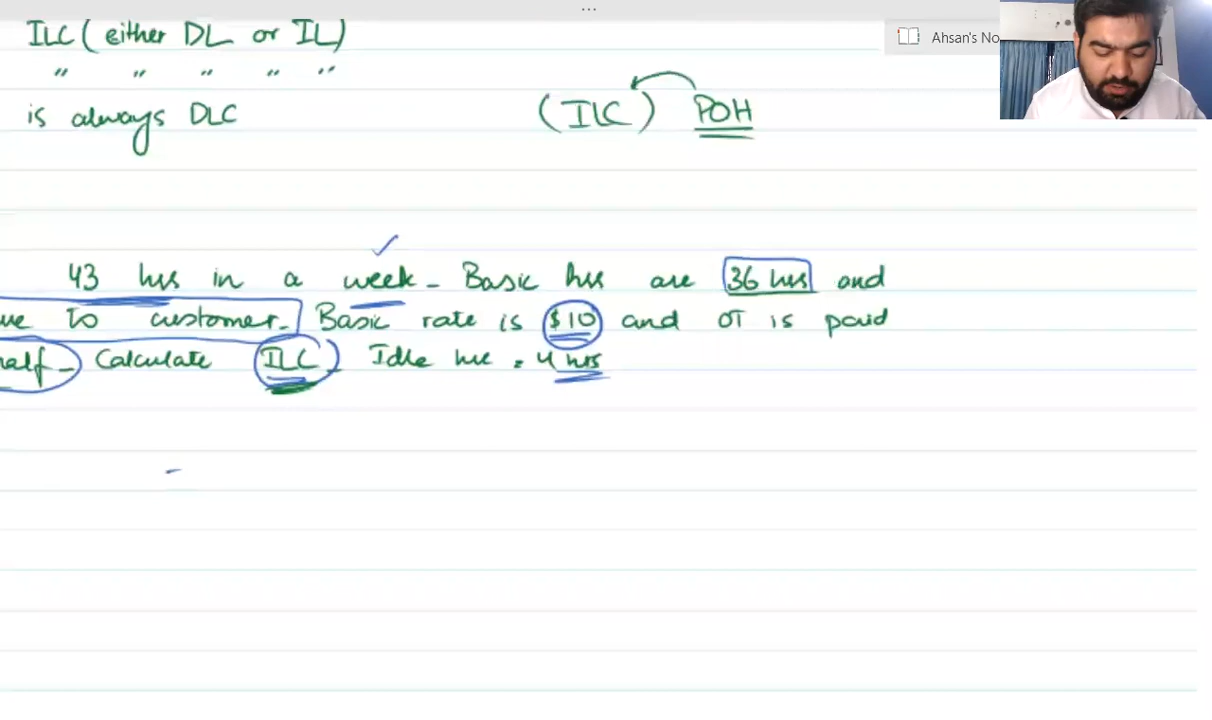 ILC ( either DL or IL)
Ahsan's No
" " " " "
is always DLC
(ILC) POH
43 hrs in a week - Basic hrs are 36 hrs and
ue to customer - Basic rate is $10 and OT is paid
half - Calculate ILC. Idle hrs = 4 hrs